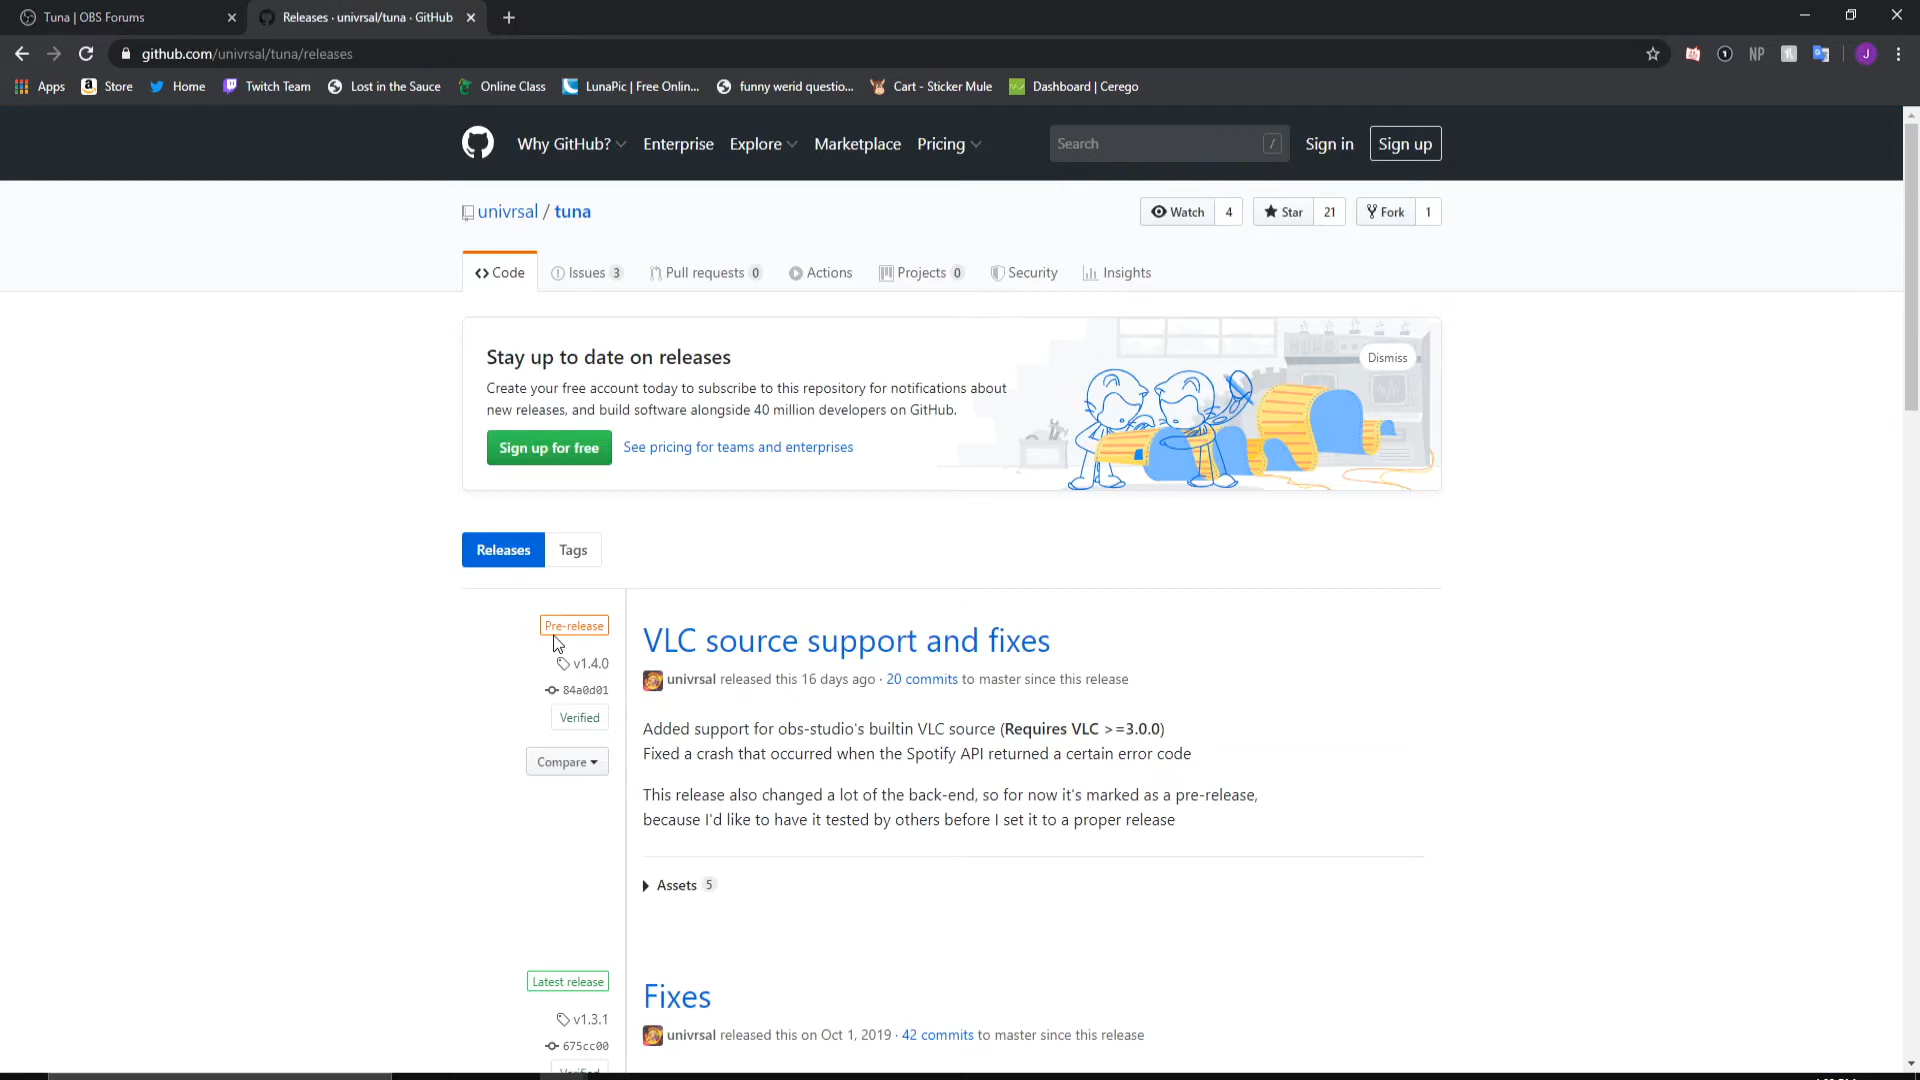 Tuna | OBS Forums
Releases · univrsal/tuna · GitHub
github.com/univrsal/tuna/releases
NP
J
Apps
Store
Home
Twitch Team
Lost in the Sauce
Online Class
LunaPic | Free Onlin...
funny werid questio...
Cart - Sticker Mule
Dashboard | Cerego
Why GitHub?
Enterprise
Explore
Marketplace
Pricing
Search
/
Sign in
Sign up
univrsal / tuna
Watch 4
Star 21
Fork 1
Code
Issues 3
Pull requests 0
Actions
Projects 0
Security
Insights
Stay up to date on releases
Dismiss
Create your free account today to subscribe to this repository for notifications about
new releases, and build software alongside 40 million developers on GitHub.
Sign up for free
See pricing for teams and enterprises
Releases
Tags
Pre-release
v1.4.0
84a0d01
Verified
Compare
VLC source support and fixes
univrsal released this 16 days ago · 20 commits to master since this release
Added support for obs-studio's builtin VLC source (Requires VLC >=3.0.0)
Fixed a crash that occurred when the Spotify API returned a certain error code
This release also changed a lot of the back-end, so for now it's marked as a pre-release,
because I'd like to have it tested by others before I set it to a proper release
Assets 5
Latest release
v1.3.1
675cc00
Verified
Fixes
univrsal released this on Oct 1, 2019 · 42 commits to master since this release